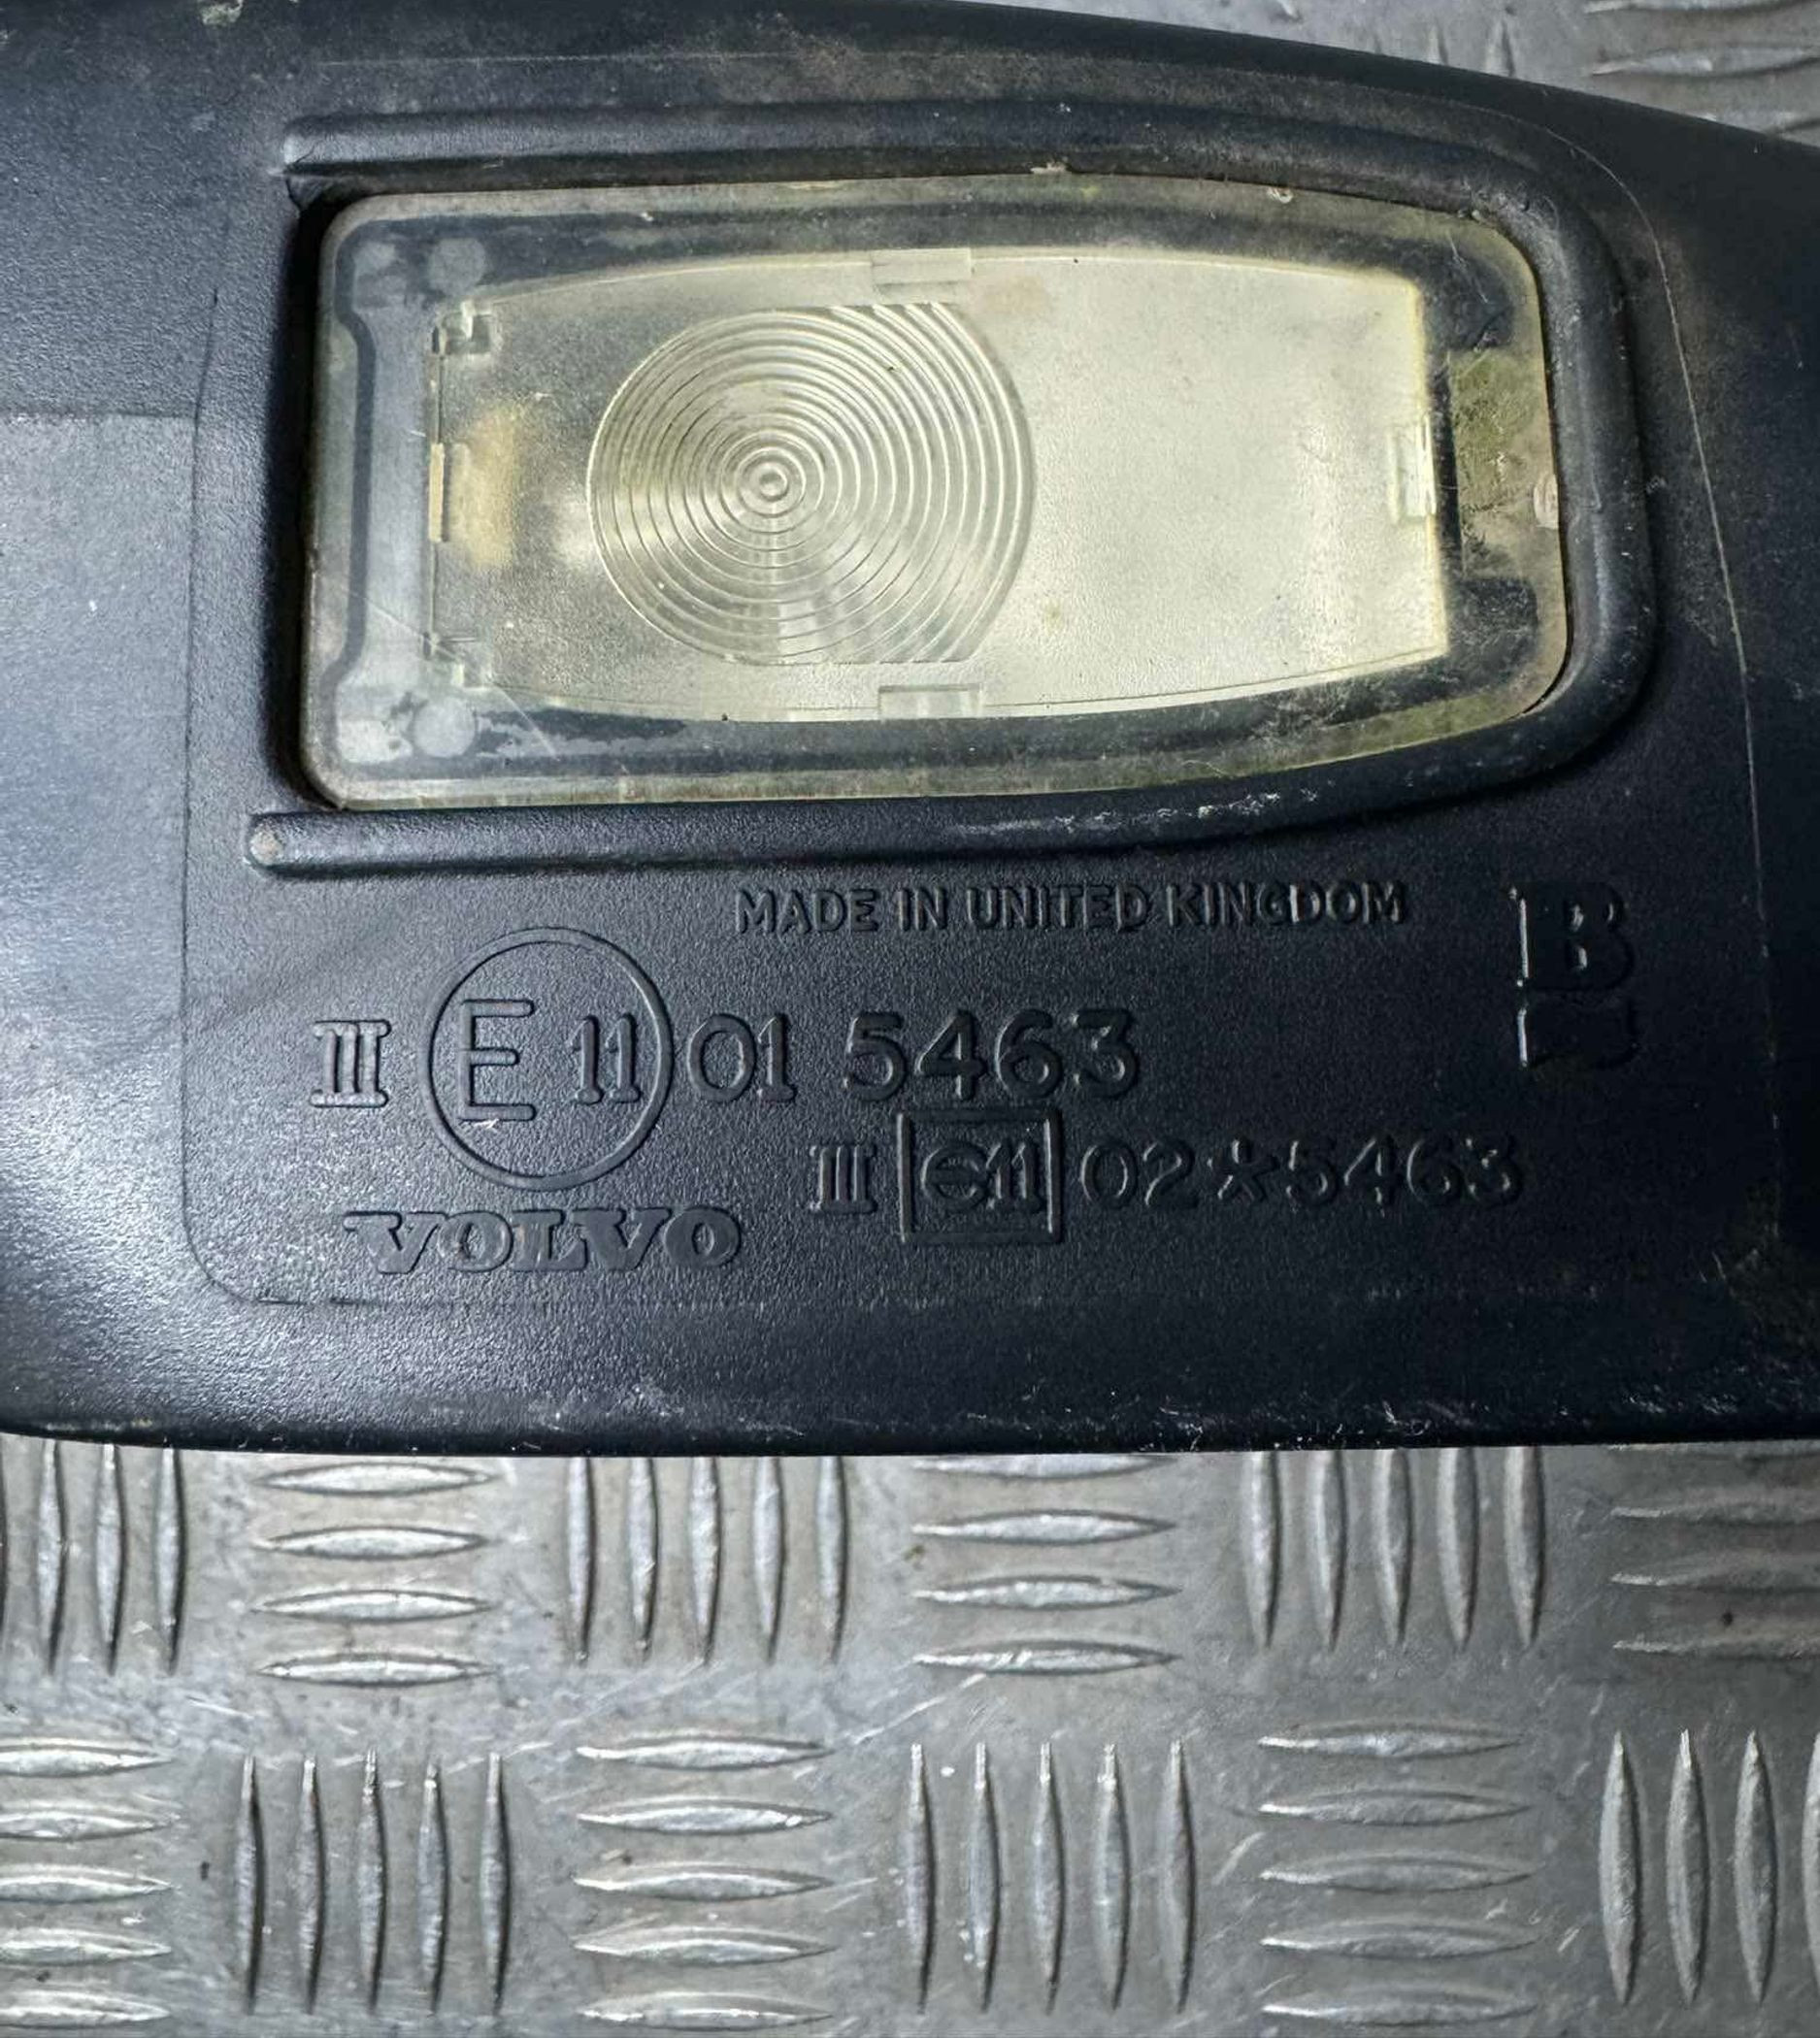 MADE IN UNITED KINGDOM
B
III E 11 01 5463
III e11 02*5463
VOLVO